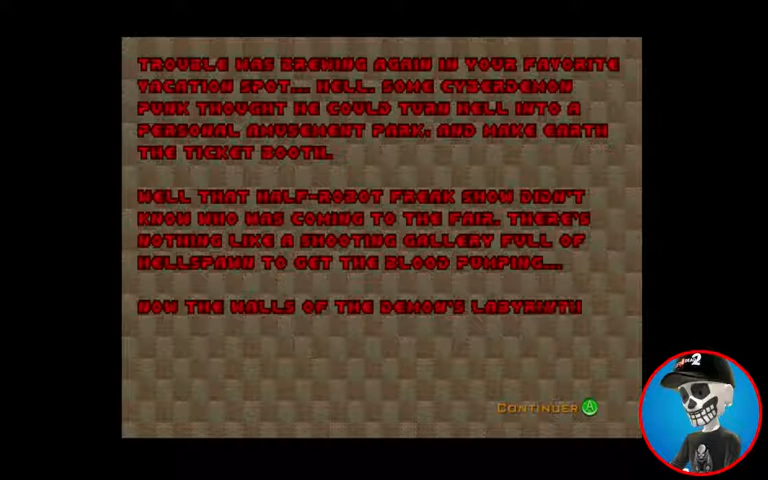 TROUBLE WAS BREWING AGAIN IN YOUR FAVORITE
VACATION SPOT... HELL. SOME CYBERDEMON
PUNK THOUGHT HE COULD TURN HELL INTO A
PERSONAL AMUSEMENT PARK, AND MAKE EARTH
THE TICKET BOOTH.
WELL THAT HALF-ROBOT FREAK SHOW DIDN'T
KNOW WHO WAS COMING TO THE FAIR. THERE'S
NOTHING LIKE A SHOOTING GALLERY FULL OF
HELLSPAWN TO GET THE BLOOD PUMPING...
NOW THE WALLS OF THE DEMON'S LABYRINTH
CONTINUER A
2